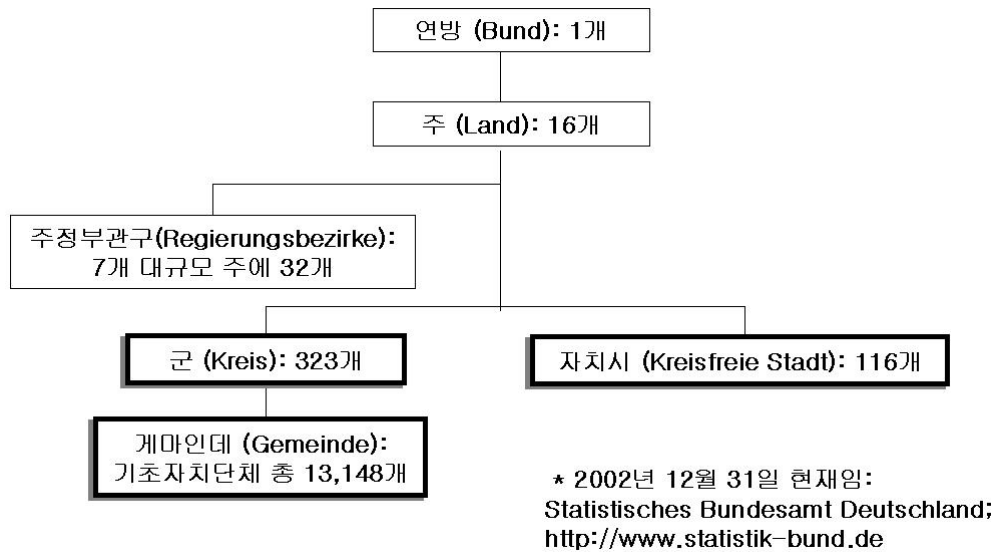 연방 (Bund): 1개
주 (Land): 16개
주정부관구(Regierungsbezirke):
7개 대규모 주에 32개
군 (Kreis): 323개
자치시 (Kreisfreie Stadt): 116개
게마인데 (Gemeinde):
기초자치단체 총 13,148개
* 2002년 12월 31일 현재임:
Statistisches Bundesamt Deutschland;
http://www.statistik-bund.de